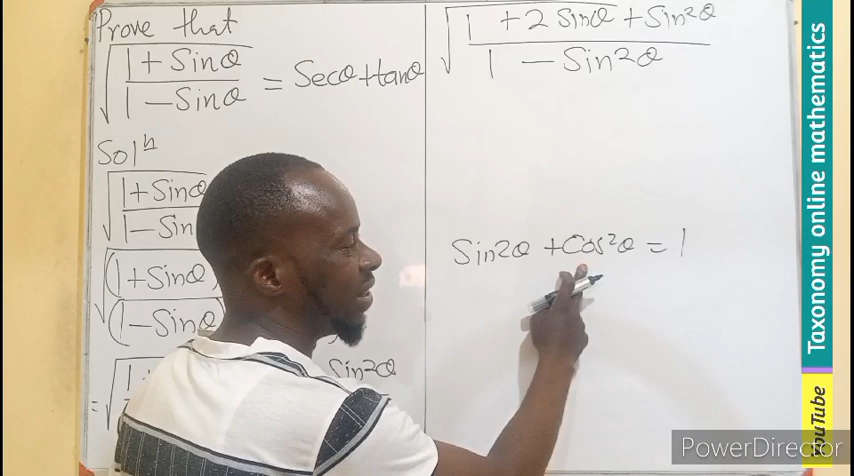 Prove that
√(1 + Sinθ / 1 - Sinθ) = Secθ + tanθ
Solⁿ
√(1 + Sinθ / 1 - Sin
√((1 + Sinθ) / (1 - Sinθ)
= √(1
Sin²θ
√(1 + 2 Sinθ + Sin²θ / 1 - Sin²θ)
Sin2θ + Cos²θ = 1
Taxonomy online mathematics
YouTube
PowerDirector